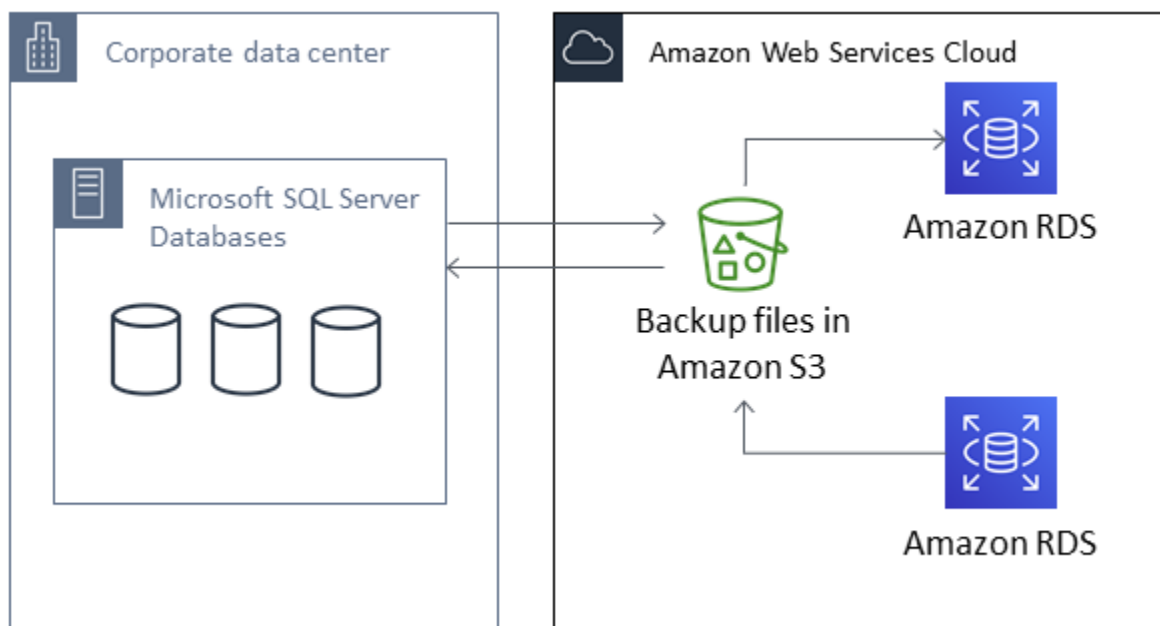 Corporate data center
Microsoft SQL Server
Databases
Amazon Web Services Cloud
Amazon RDS
Backup files in
Amazon S3
Amazon RDS